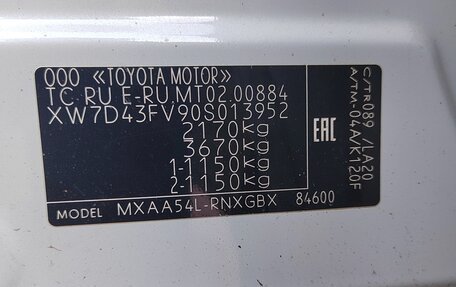 ООО «TOYOTA MOTOR»
TC RU E-RU.MT02.00884
XW7D43FV90S013952
2170kg
3670kg
1-1150kg
2-1150kg
MODEL MXAA54L-RNXGBX 84600
EAC
C/TR089 /LA20
A/TM-04A/K120F